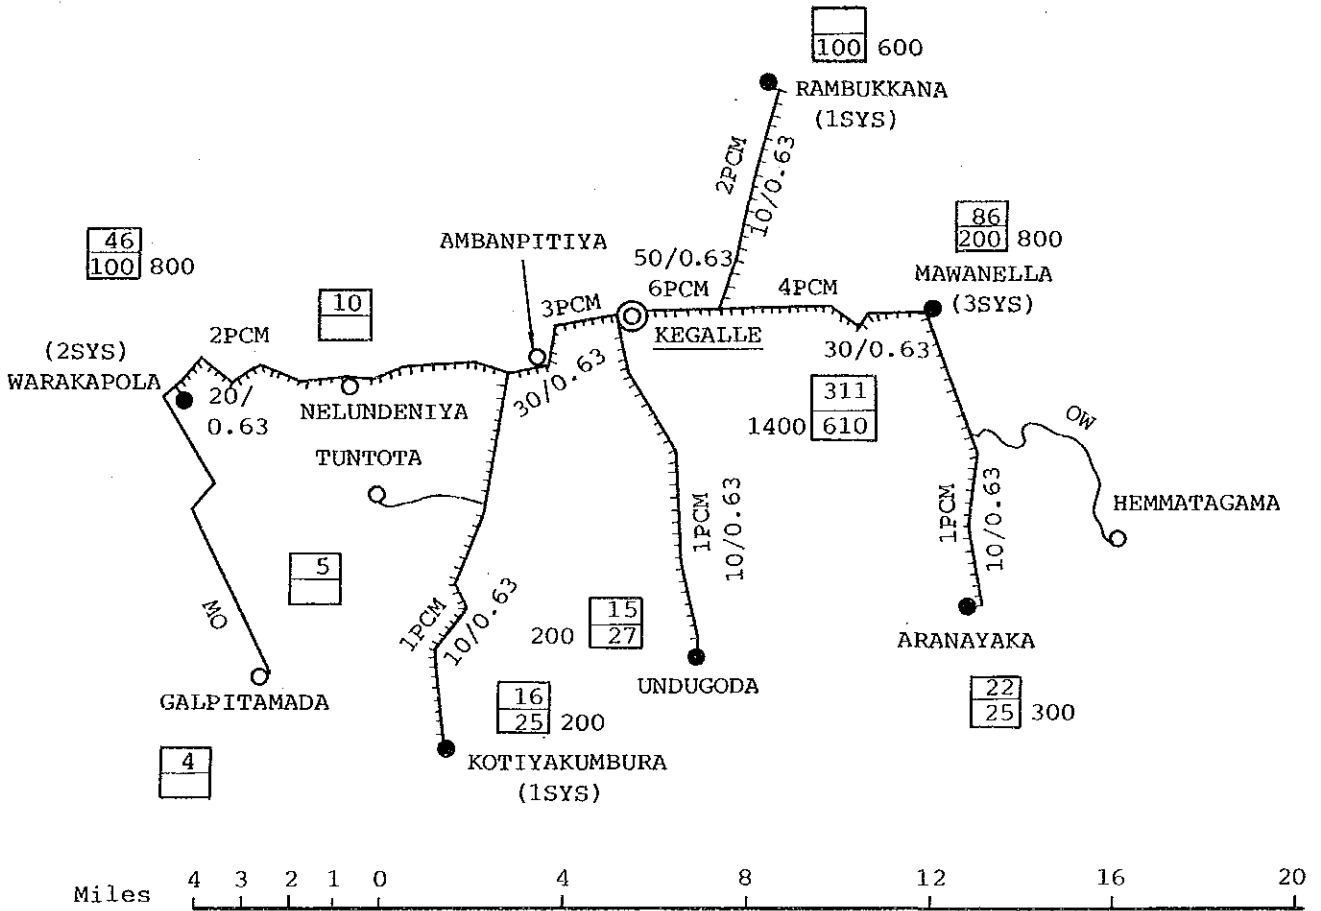 100 600
RAMBUKKANA
(1SYS)
2PCM
10/0.63
86
200 800
MAWANELLA
(3SYS)
46
100 800
AMBANPITIYA
50/0.63
6PCM
4PCM
3PCM
10
KEGALLE
(2SYS)
WARAKAPOLA
2PCM
20/
0.63
NELUNDENIYA
30/0.63
30/0.63
311
1400 610
TUNTOTA
OW
HEMMATAGAMA
1PCM
10/0.63
1PCM
10/0.63
5
OW
1PCM
10/0.63
15
200 27
ARANAYAKA
UNDUGODA
22
25 300
GALPITAMADA
16
25 200
4
KOTIYAKUMBURA
(1SYS)
Miles 4 3 2 1 0 4 8 12 16 20